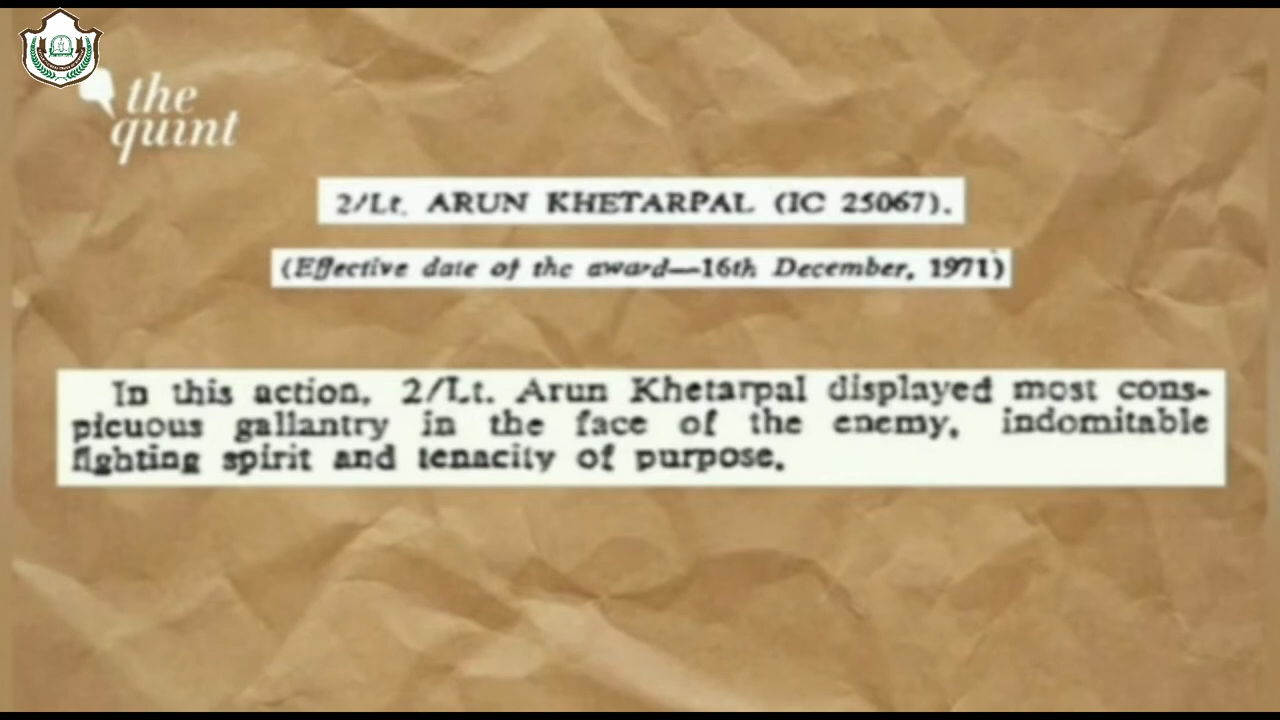 the
quint
2/Lt. ARUN KHETARPAL (IC 25067).
(Effective date of the award—16th December, 1971)
In this action, 2/Lt. Arun Khetarpal displayed most cons-
picuous gallantry in the face of the enemy, indomitable
fighting spirit and tenacity of purpose.